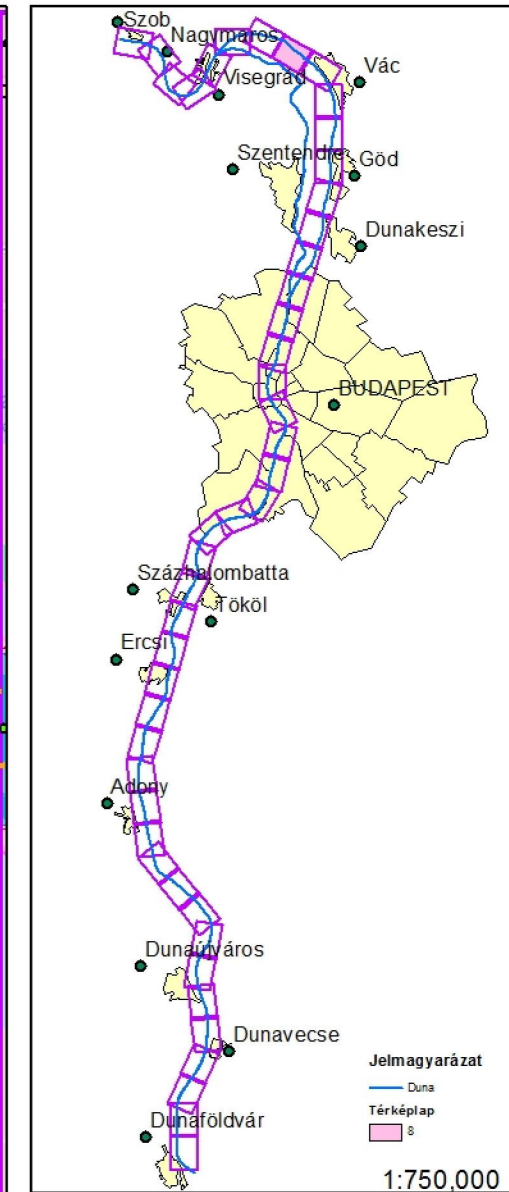 Szob
Nagymaros
Vác
Visegrád
Szentendre
Göd
Dunakeszi
BUDAPEST
Százhalombatta
Tököl
Ercsi
Adony
Dunaújváros
Dunavecse
Dunaföldvár
Jelmagyarázat
Duna
Térképlap
8
1:750,000